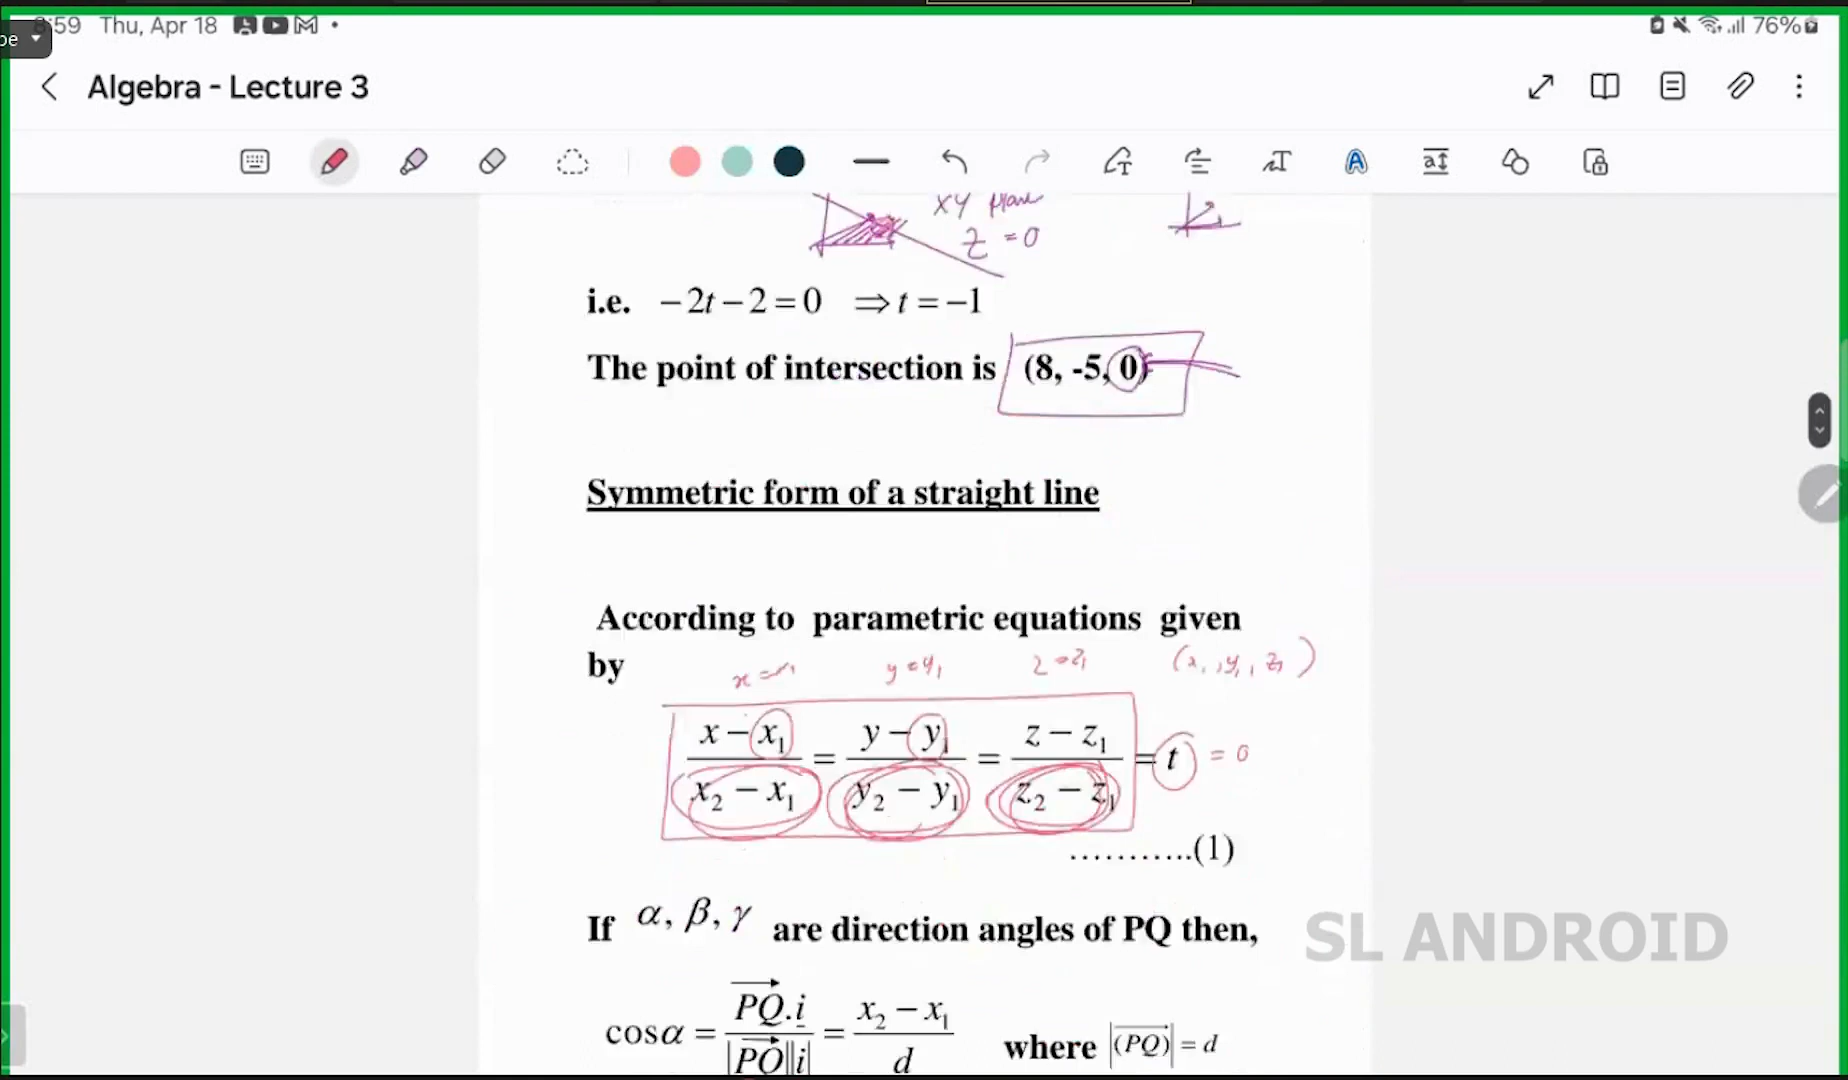 8:59 Thu, Apr 18
76%
Algebra - Lecture 3
XY plane
z = 0
i.e. −2t − 2 = 0 ⇒ t = −1
The point of intersection is (8, -5, 0)
Symmetric form of a straight line
According to parametric equations given
by
x = x₁ y = y₁ z = z₁ (x₁, y₁, z₁)
(x − x₁)/(x₂ − x₁) = (y − y₁)/(y₂ − y₁) = (z − z₁)/(z₂ − z₁) = t = 0
...........(1)
If α, β, γ are direction angles of PQ then,
SL ANDROID
cosα = PQ.i/|PQ||i| = (x₂ − x₁)/d where |(PQ)| = d